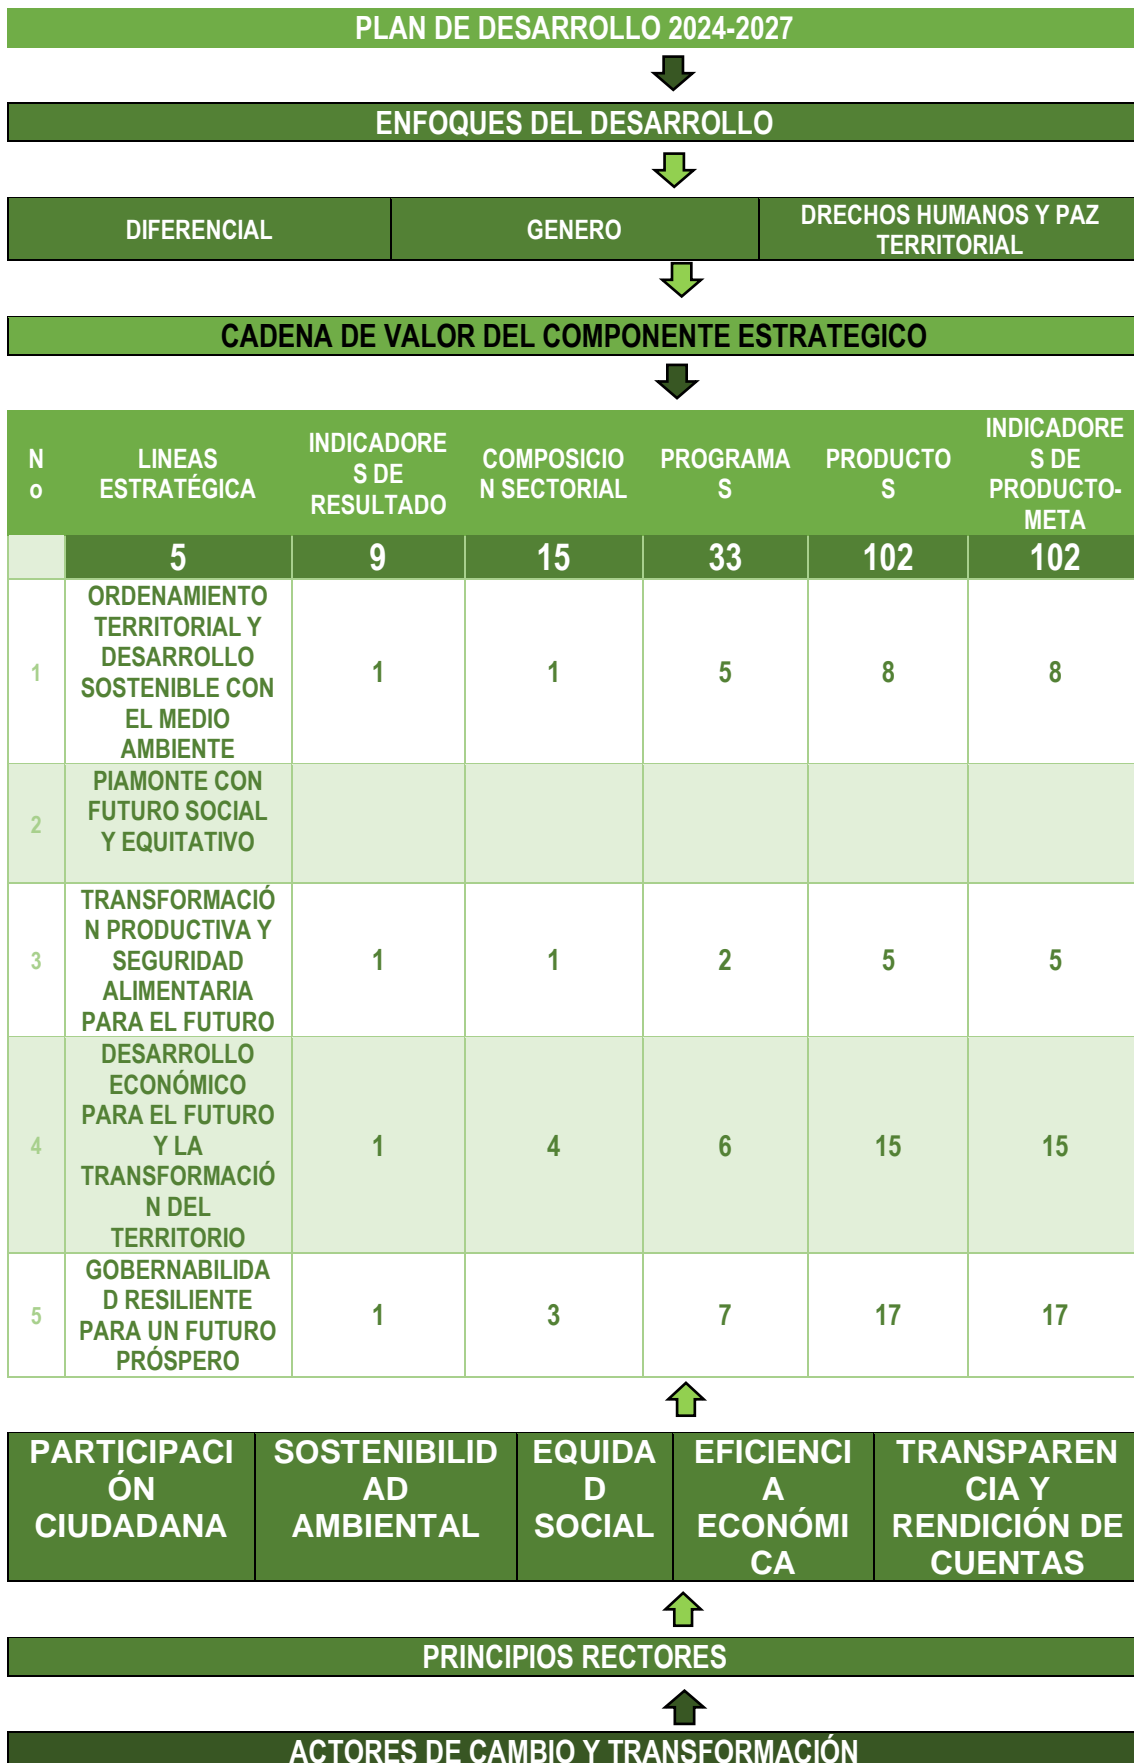 PLAN DE DESARROLLO 2024-2027
ENFOQUES DEL DESARROLLO
DIFERENCIAL
GENERO
DRECHOS HUMANOS Y PAZ
TERRITORIAL
CADENA DE VALOR DEL COMPONENTE ESTRATEGICO
N
o
LINEAS
ESTRATÉGICA
INDICADORE
S DE
RESULTADO
COMPOSICIO
N SECTORIAL
PROGRAMA
S
PRODUCTO
S
INDICADORE
S DE
PRODUCTO-
META
5
9
15
33
102
102
1
ORDENAMIENTO
TERRITORIAL Y
DESARROLLO
SOSTENIBLE CON
EL MEDIO
AMBIENTE
1
1
5
8
8
2
PIAMONTE CON
FUTURO SOCIAL
Y EQUITATIVO
3
TRANSFORMACIÓ
N PRODUCTIVA Y
SEGURIDAD
ALIMENTARIA
PARA EL FUTURO
1
1
2
5
5
4
DESARROLLO
ECONÓMICO
PARA EL FUTURO
Y LA
TRANSFORMACIÓ
N DEL
TERRITORIO
1
4
6
15
15
5
GOBERNABILIDA
D RESILIENTE
PARA UN FUTURO
PRÓSPERO
1
3
7
17
17
PARTICIPACI
ÓN
CIUDADANA
SOSTENIBILID
AD
AMBIENTAL
EQUIDA
D
SOCIAL
EFICIENCI
A
ECONÓMI
CA
TRANSPAREN
CIA Y
RENDICIÓN DE
CUENTAS
PRINCIPIOS RECTORES
ACTORES DE CAMBIO Y TRANSFORMACIÓN